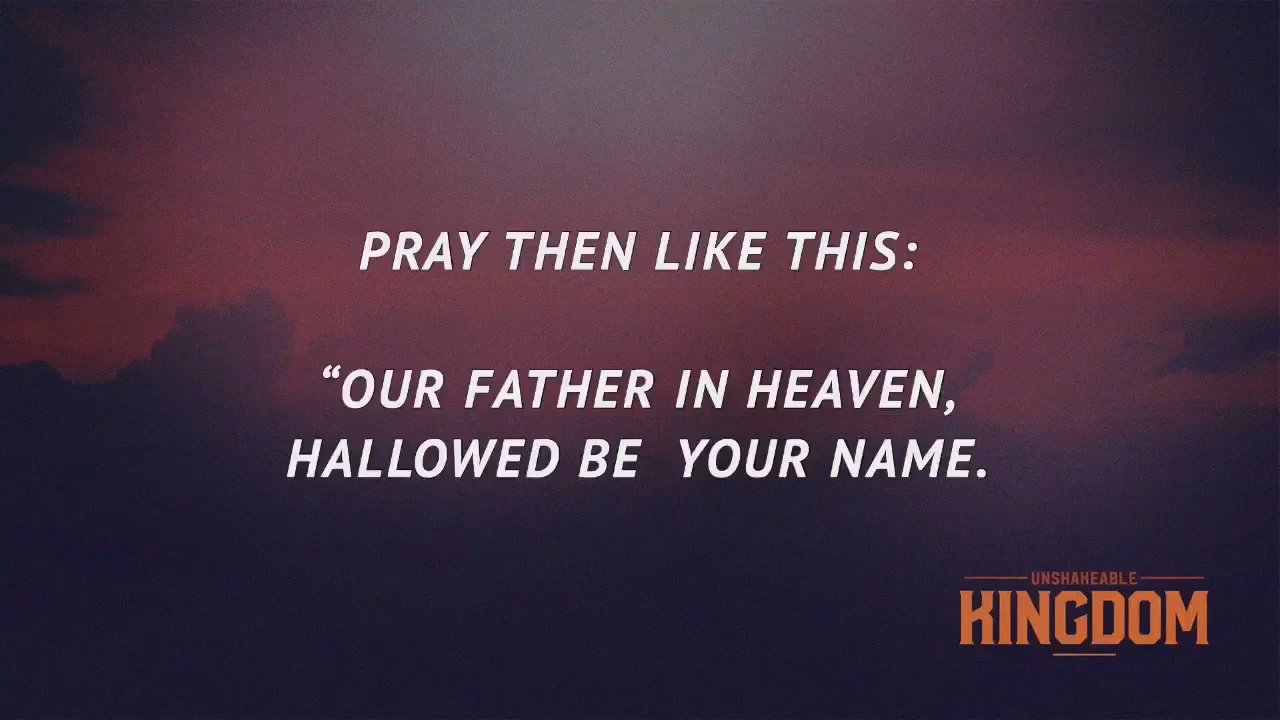 PRAY THEN LIKE THIS:
“OUR FATHER IN HEAVEN,
HALLOWED BE  YOUR NAME.
UNSHAKEABLE
KINGDOM